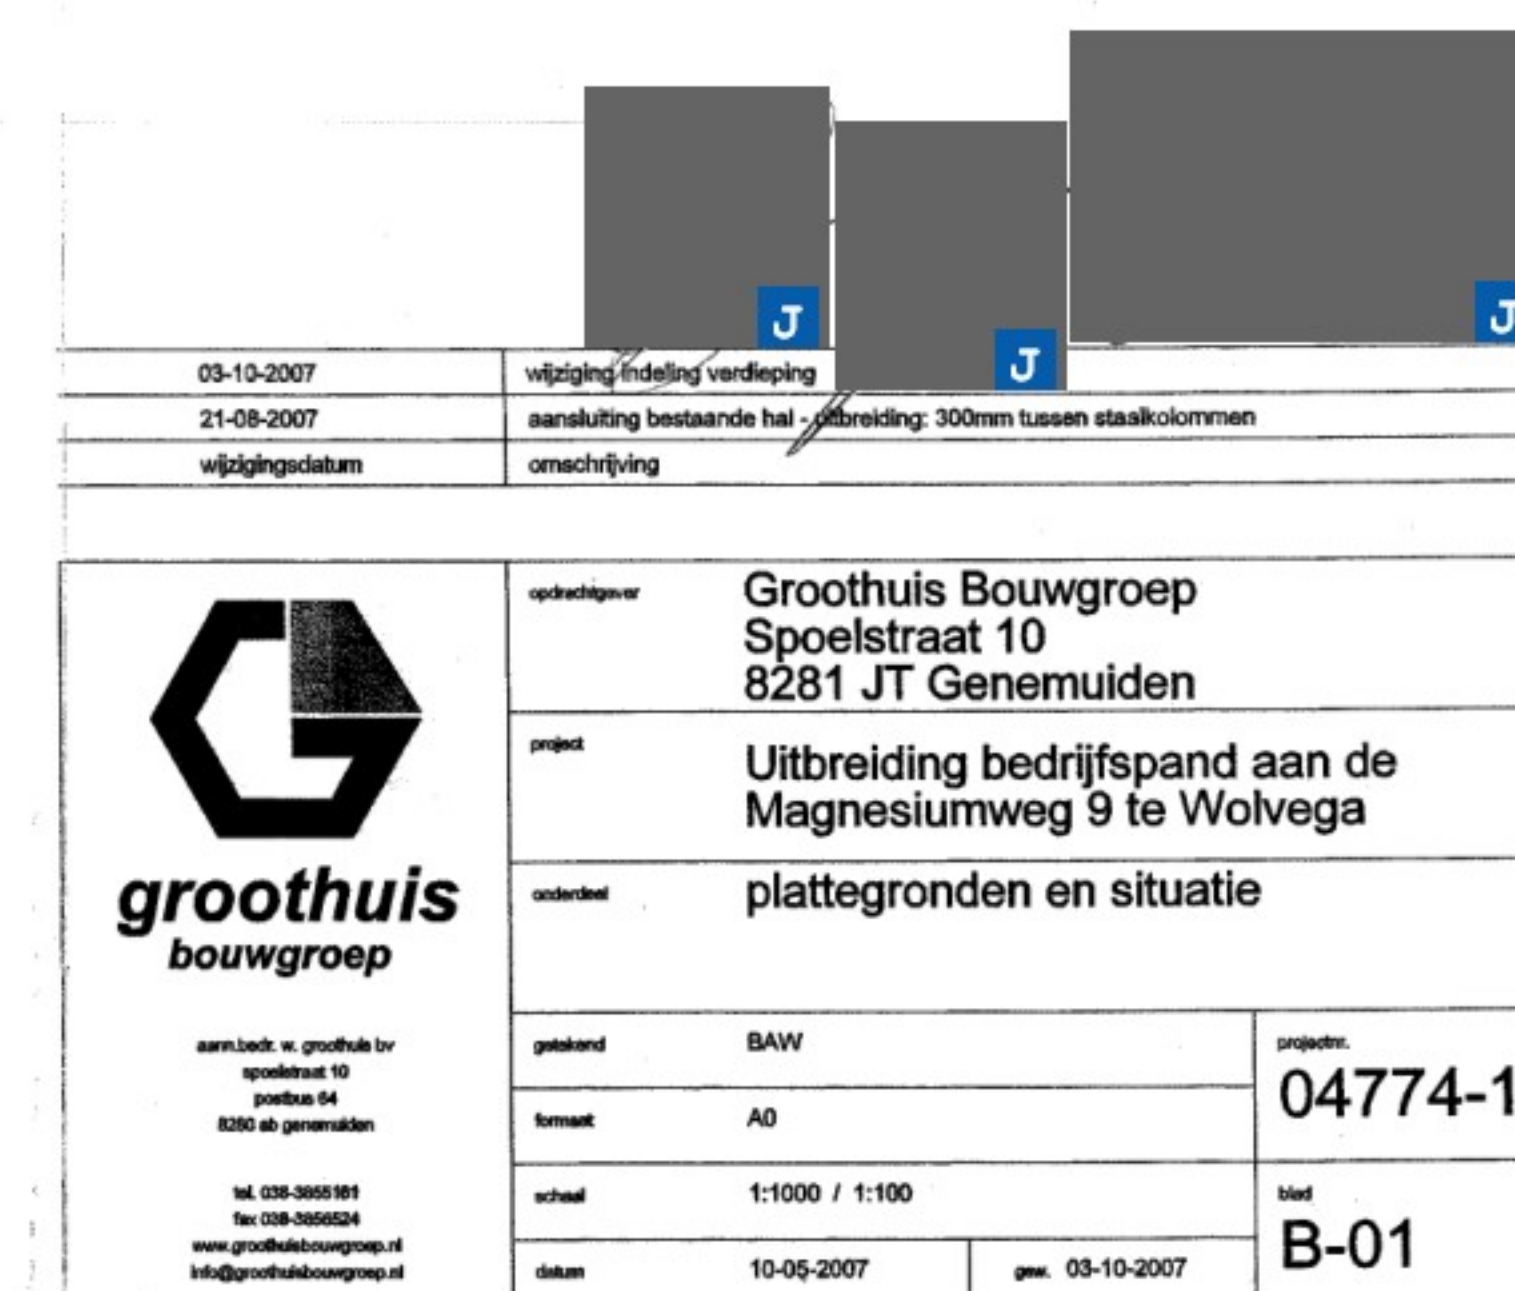 J
J
J
03-10-2007 wijziging indeling verdieping
21-08-2007 aansluiting bestaande hal - uitbreiding: 300mm tussen staalkolommen
wijzigingsdatum omschrijving
opdrachtgever Groothuis Bouwgroep
Spoelstraat 10
8281 JT Genemuiden
project Uitbreiding bedrijfspand aan de
Magnesiumweg 9 te Wolvega
onderdeel plattegronden en situatie
groothuis
bouwgroep
aann.bedr. w. groothuis bv
spoelstraat 10
postbus 64
8280 ab genemuiden
tel. 038-3855181
fax 038-3856524
www.groothuisbouwgroep.nl
info@groothuisbouwgroep.nl
getekend BAW
projectnr.
04774-1
formaat A0
schaal 1:1000 / 1:100
blad
B-01
datum 10-05-2007 gew. 03-10-2007